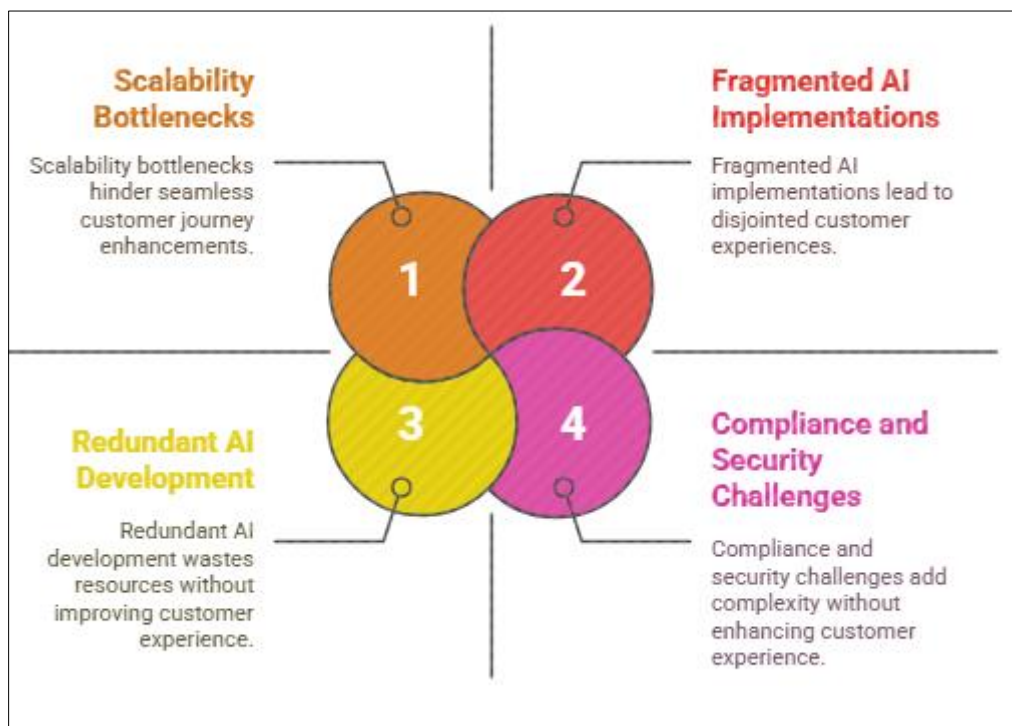 Scalability
Bottlenecks
Scalability bottlenecks
hinder seamless
customer journey
enhancements.
1
Fragmented AI
Implementations
Fragmented AI
implementations lead to
disjointed customer
experiences.
2
Redundant AI
Development
Redundant AI
development wastes
resources without
improving customer
experience.
3
Compliance and
Security
Challenges
Compliance and
security challenges add
complexity without
enhancing customer
experience.
4